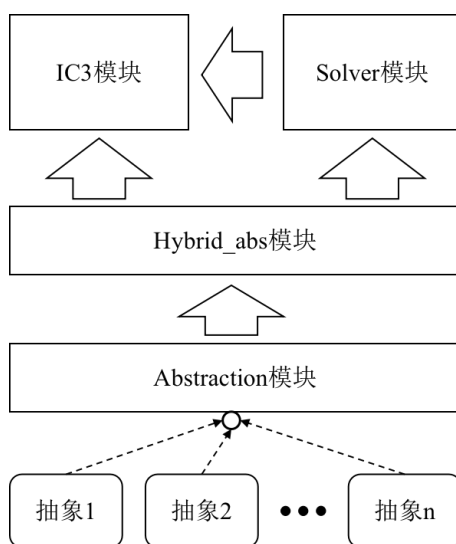 IC3模块
Solver模块
Hybrid_abs模块
Abstraction模块
抽象1
抽象2
抽象n